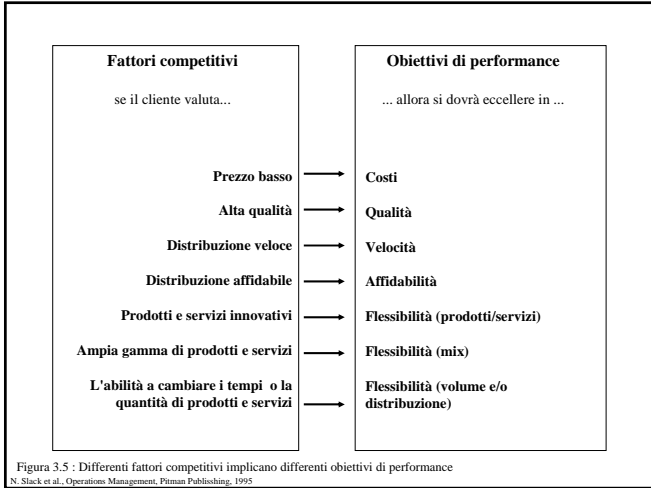 Fattori competitivi
se il cliente valuta...
Obiettivi di performance
... allora si dovrà eccellere in ...
Prezzo basso
Costi
Alta qualità
Qualità
Distribuzione veloce
Velocità
Distribuzione affidabile
Affidabilità
Prodotti e servizi innovativi
Flessibilità (prodotti/servizi)
Ampia gamma di prodotti e servizi
Flessibilità (mix)
L'abilità a cambiare i tempi o la
quantità di prodotti e servizi
Flessibilità (volume e/o
distribuzione)
Figura 3.5 : Differenti fattori competitivi implicano differenti obiettivi di performance
N. Slack et al., Operations Management, Pitman Publisshing, 1995